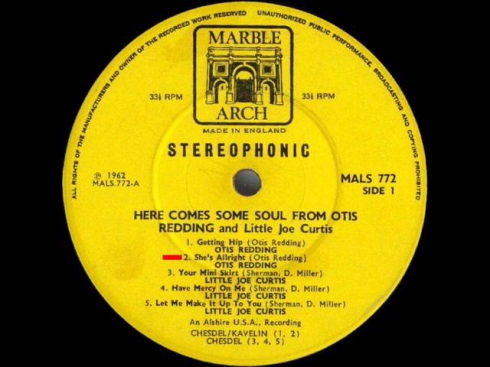 ALL RIGHTS OF THE MANUFACTURERS AND OWNERS OF THE RECORDED WORK RESERVED
UNAUTHORIZED PUBLIC PERFORMANCE, BROADCASTING AND COPYING PROHIBITED
MARBLE
ARCH
33⅓ RPM
33⅓ RPM
MADE IN ENGLAND
STEREOPHONIC
℗ 1962
MALS.772-A
MALS 772
SIDE 1
HERE COMES SOME SOUL FROM OTIS
REDDING and Little Joe Curtis
1. Getting Hip (Otis Redding)
OTIS REDDING
2. She's Allright (Otis Redding)
OTIS REDDING
3. Your Mini Skirt (Sherman, D. Miller)
LITTLE JOE CURTIS
4. Have Mercy On Me (Sherman, D. Miller)
LITTLE JOE CURTIS
5. Let Me Make It Up To You (Sherman, D. Miller)
LITTLE JOE CURTIS
An Alshire U.S.A., Recording
CHESDEL/KAVELIN (1, 2)
CHESDEL (3, 4, 5)